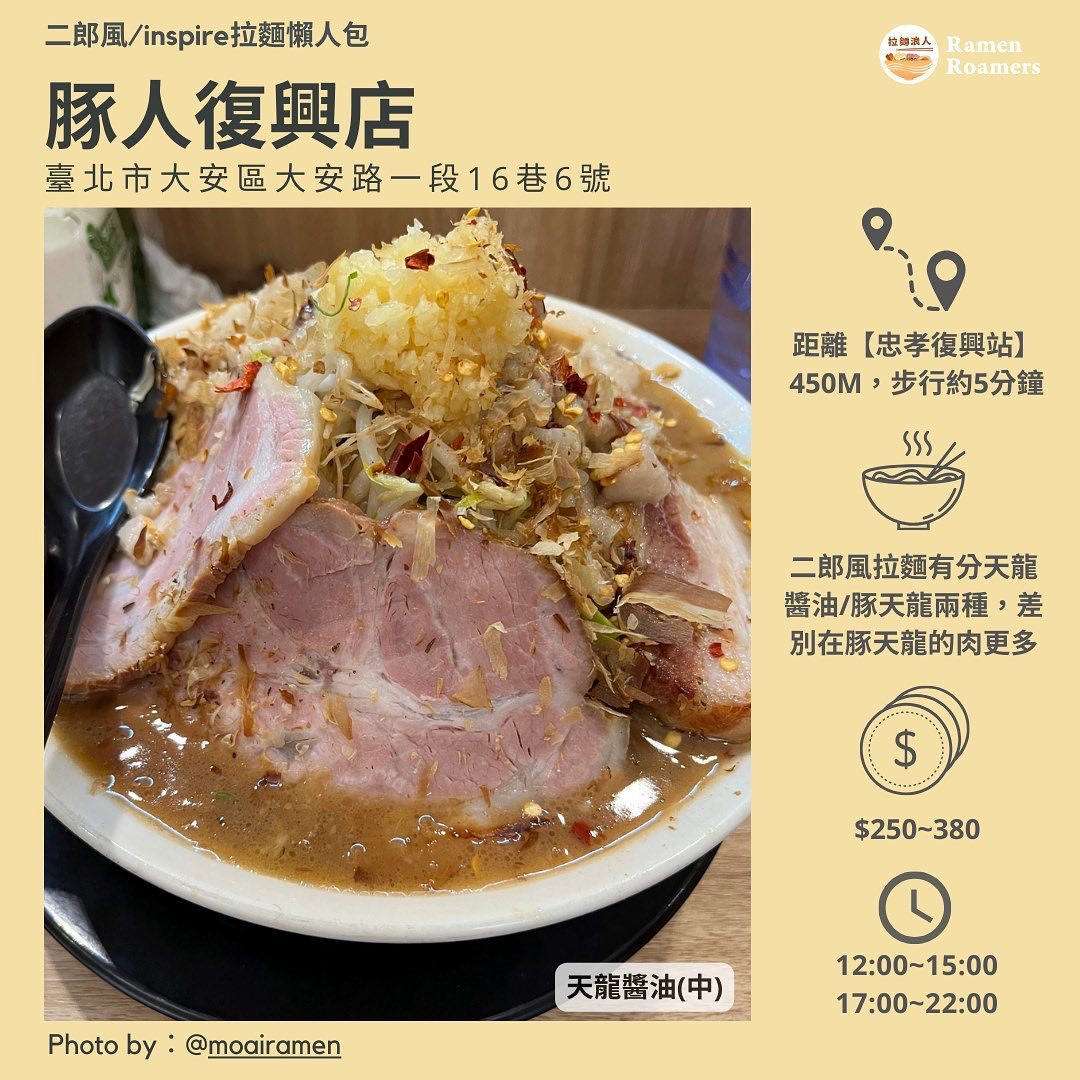 二郎風/inspire拉麵懶人包
拉麵浪人
Ramen
Roamers
豚人復興店
臺北市大安區大安路一段16巷6號
距離【忠孝復興站】
450M，步行約5分鐘
二郎風拉麵有分天龍
醬油/豚天龍兩種，差
別在豚天龍的肉更多
$
$250~380
12:00~15:00
17:00~22:00
天龍醬油(中)
Photo by：@moairamen